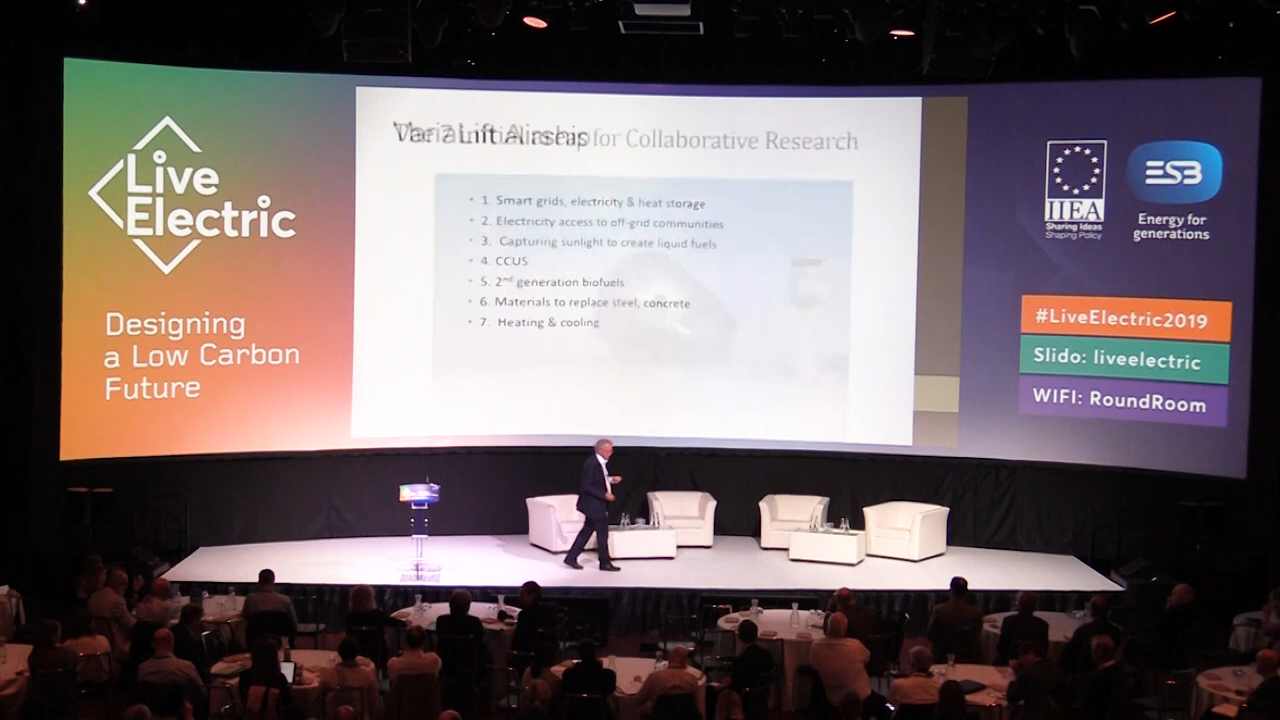 Live
Electric
Designing
a Low Carbon
Future
Lift Airship
for Collaborative Research
• 1. Smart grids, electricity & heat storage
• 2. Electricity access to off-grid communities
• 3. Capturing sunlight to create liquid fuels
• 4. CCUS
• 5. 2nd generation biofuels
• 6. Materials to replace steel, concrete
• 7. Heating & cooling
IIEA
Sharing Ideas
Shaping Policy
ESB
Energy for
generations
#LiveElectric2019
Slido: liveelectric
WIFI: RoundRoom